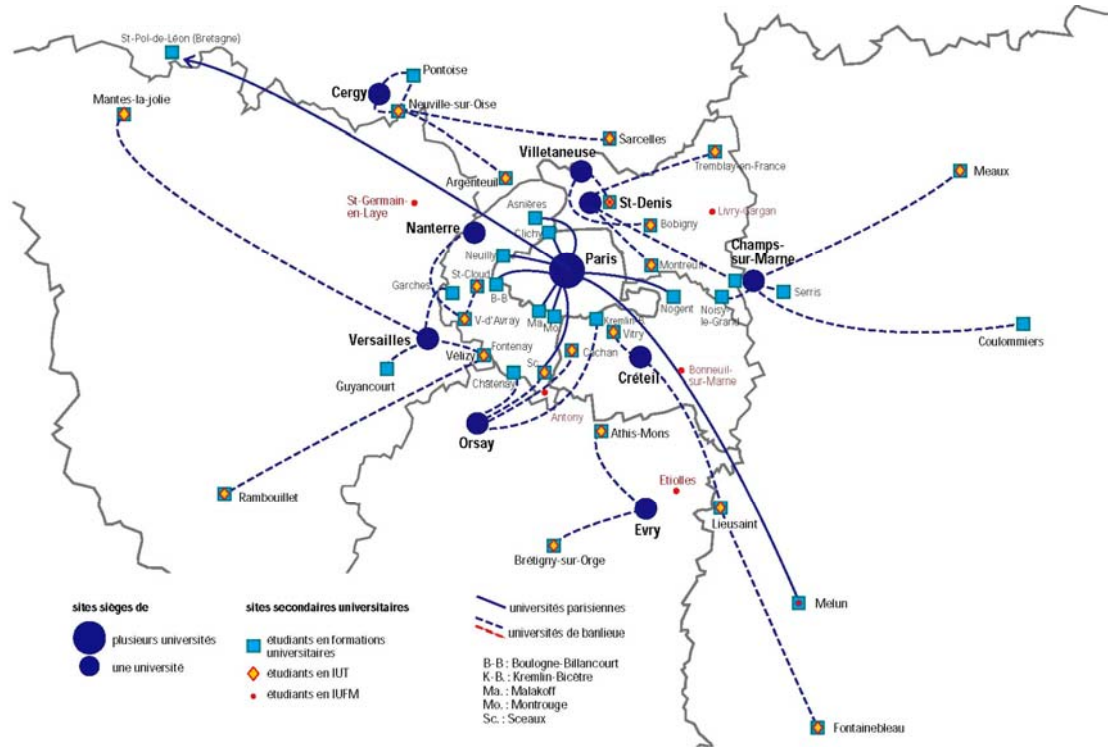 St-Pol-de-Léon (Bretagne)
Pontoise
Cergy
Mantes-la-jolie
Neuville-sur-Oise
Sarcelles
Villetaneuse
Tremblay-en-France
Argenteuil
Meaux
St-Germain-
en-Laye
Asnières
St-Denis
Livry-Gargan
Bobigny
Nanterre
Clichy
Neuilly
Paris
Montreuil
Champs-
sur-Marne
St-Cloud
Garches
B-B
Nogent
Noisy-
le-Grand
Serris
V-d'Avray
Ma.
Mo.
Kremlin-B.
Vitry
Coulommiers
Versailles
Vélizy
Fontenay
Cachan
Créteil
Guyancourt
Châtenay
Sc.
Bonneuil-
sur-Marne
Antony
Orsay
Athis-Mons
Rambouillet
Etiolles
Evry
Lieusaint
Brétigny-sur-Orge
Melun
Fontainebleau
sites sièges de
plusieurs universités
une université
sites secondaires universitaires
étudiants en formations
universitaires
étudiants en IUT
étudiants en IUFM
universités parisiennes
universités de banlieue
B-B : Boulogne-Billancourt
K-B. : Kremlin-Bicêtre
Ma. : Malakoff
Mo. : Montrouge
Sc. : Sceaux